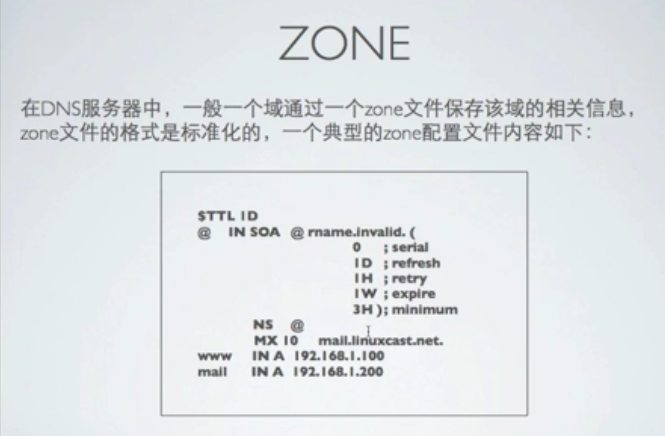 ZONE
在DNS服务器中，一般一个域通过一个zone文件保存该域的相关信息，
zone文件的格式是标准化的，一个典型的zone配置文件内容如下：
$TTL 1D
@ IN SOA @ rname.invalid. (
0 ; serial
1D ; refresh
1H ; retry
1W ; expire
3H ) ; minimum
NS @
MX 10 mail.linuxcast.net.
www IN A 192.168.1.100
mail IN A 192.168.1.200